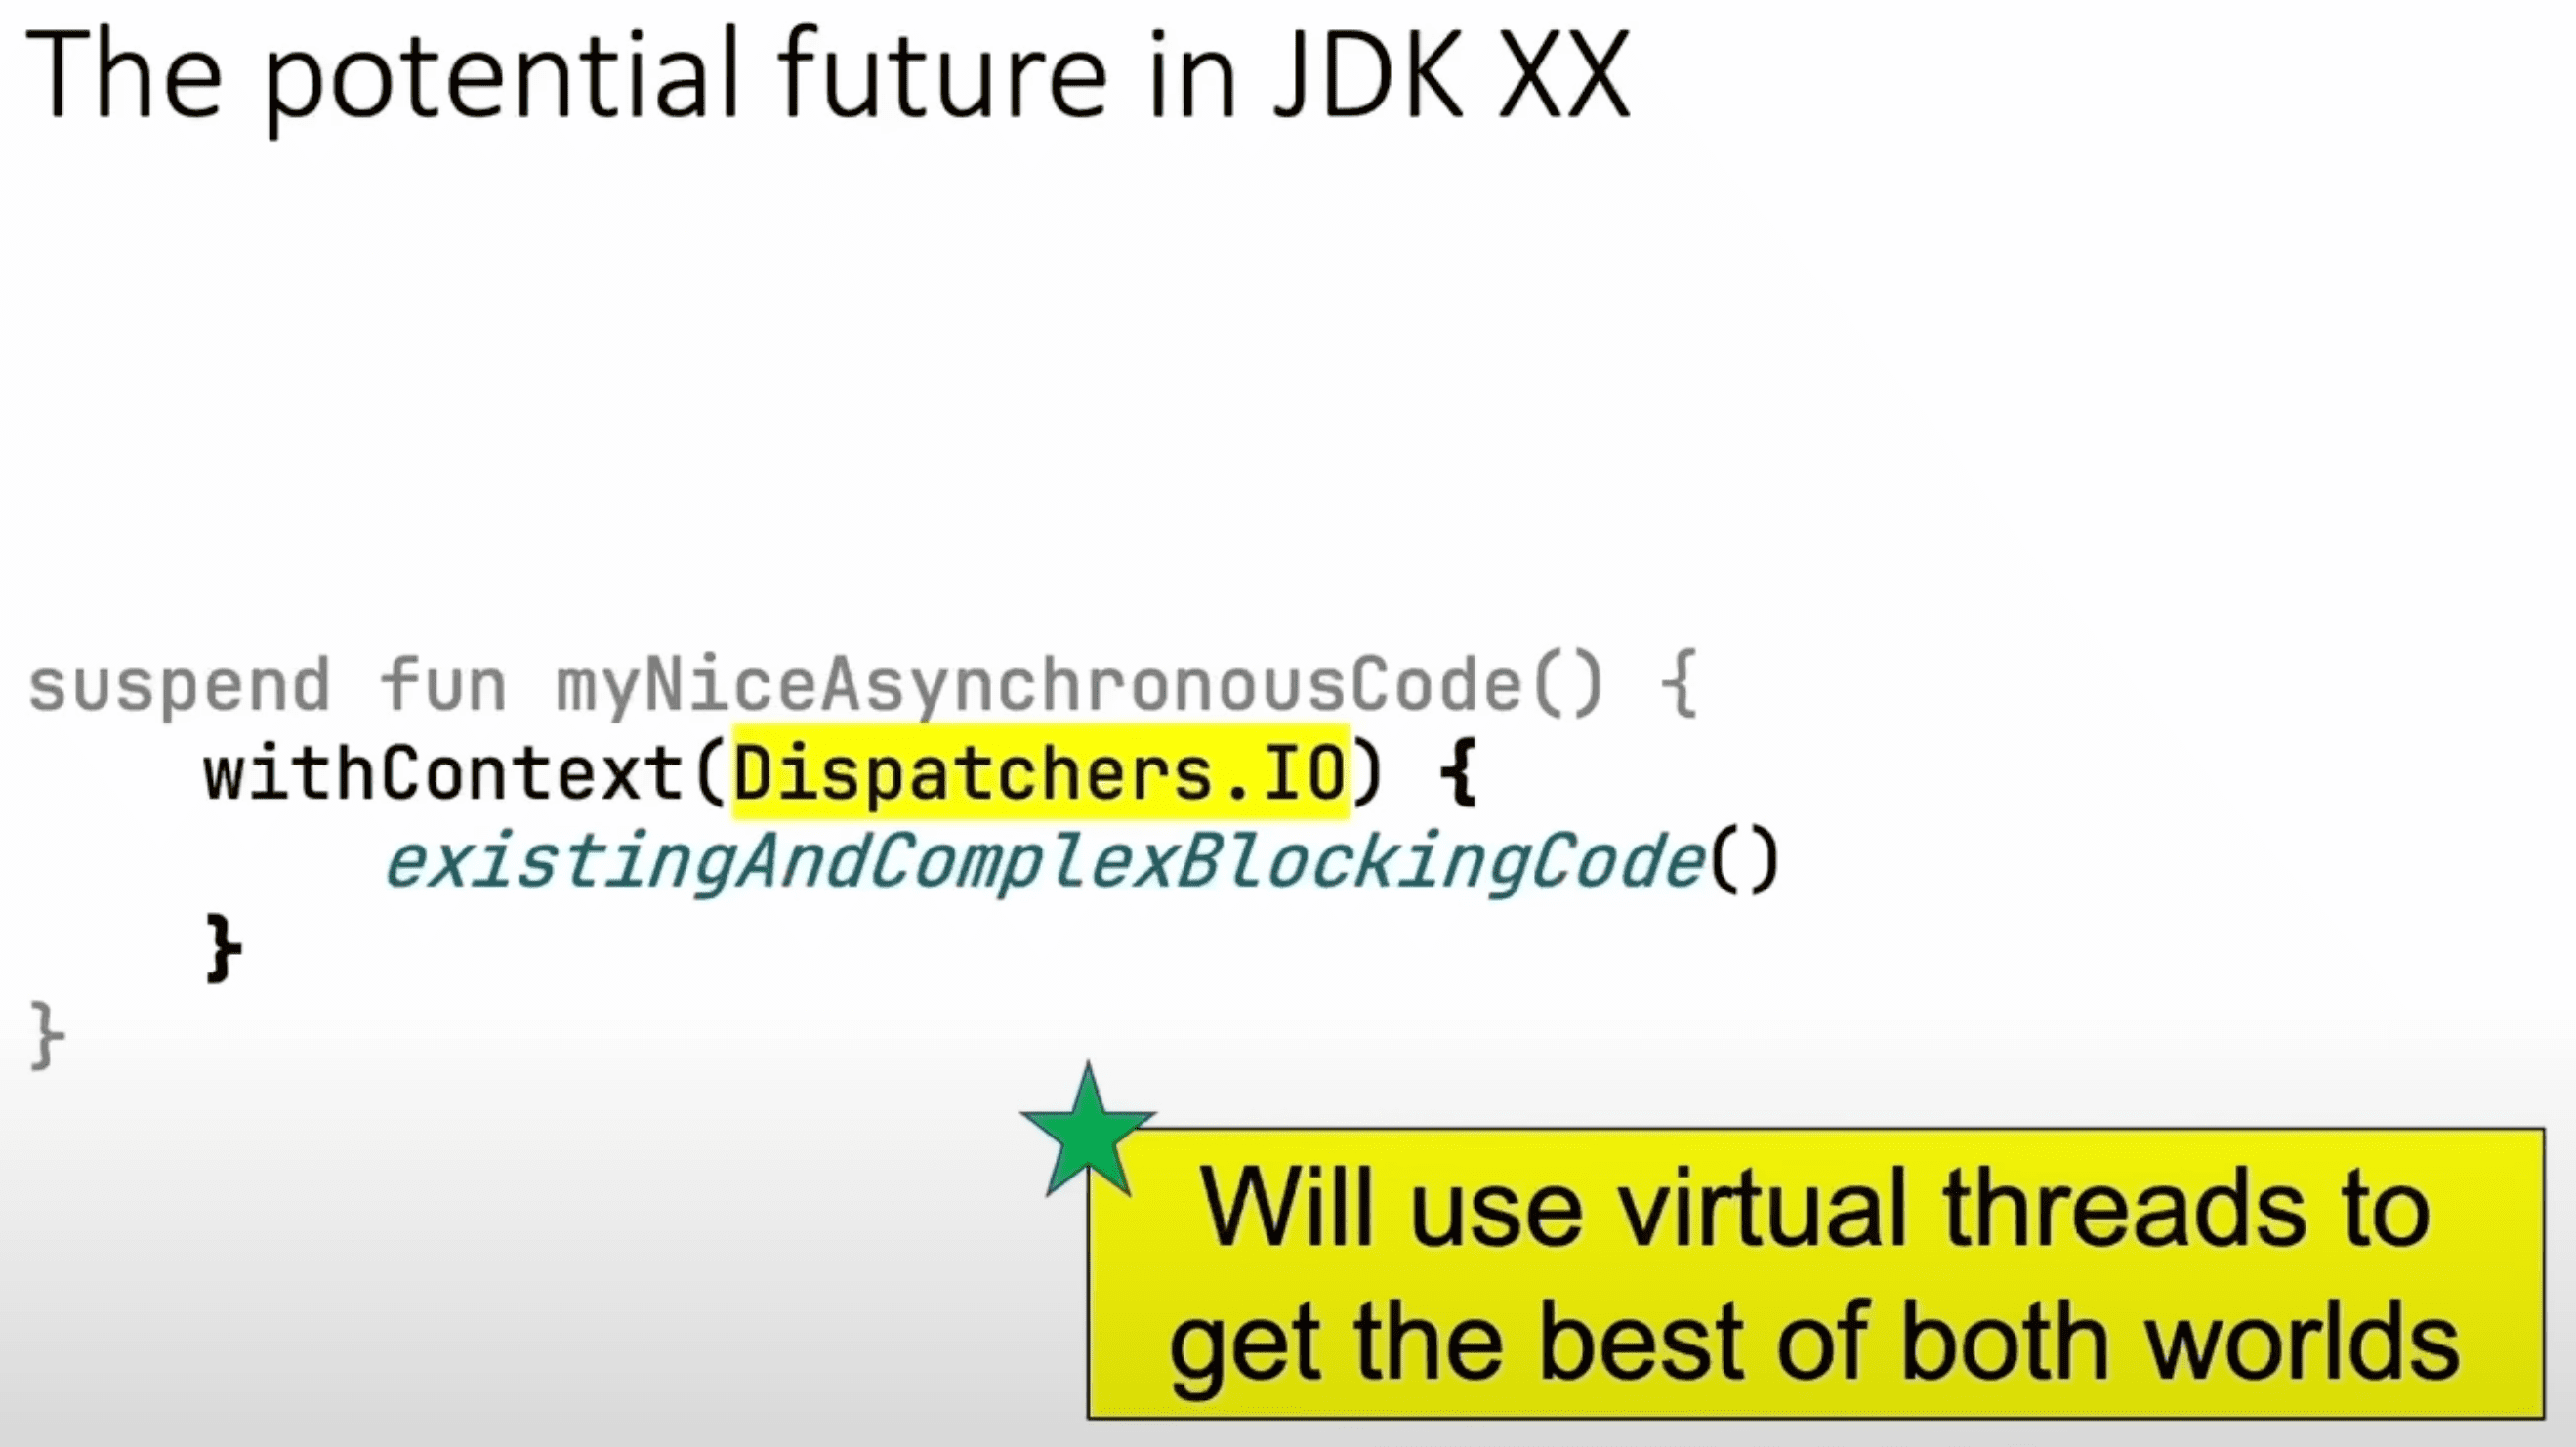 The potential future in JDK XX
suspend fun myNiceAsynchronousCode() {
withContext(Dispatchers.IO) {
existingAndComplexBlockingCode()
}
}
Will use virtual threads to
get the best of both worlds